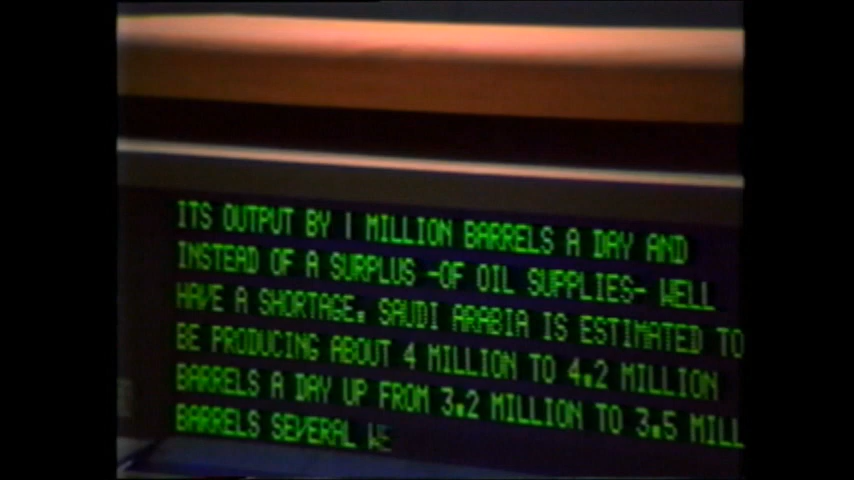 ITS OUTPUT BY 1 MILLION BARRELS A DAY AND
INSTEAD OF A SURPLUS -OF OIL SUPPLIES- WELL
HAVE A SHORTAGE. SAUDI ARABIA IS ESTIMATED TO
BE PRODUCING ABOUT 4 MILLION TO 4.2 MILLION
BARRELS A DAY UP FROM 3.2 MILLION TO 3.5 MILL
BARRELS SEVERAL WE